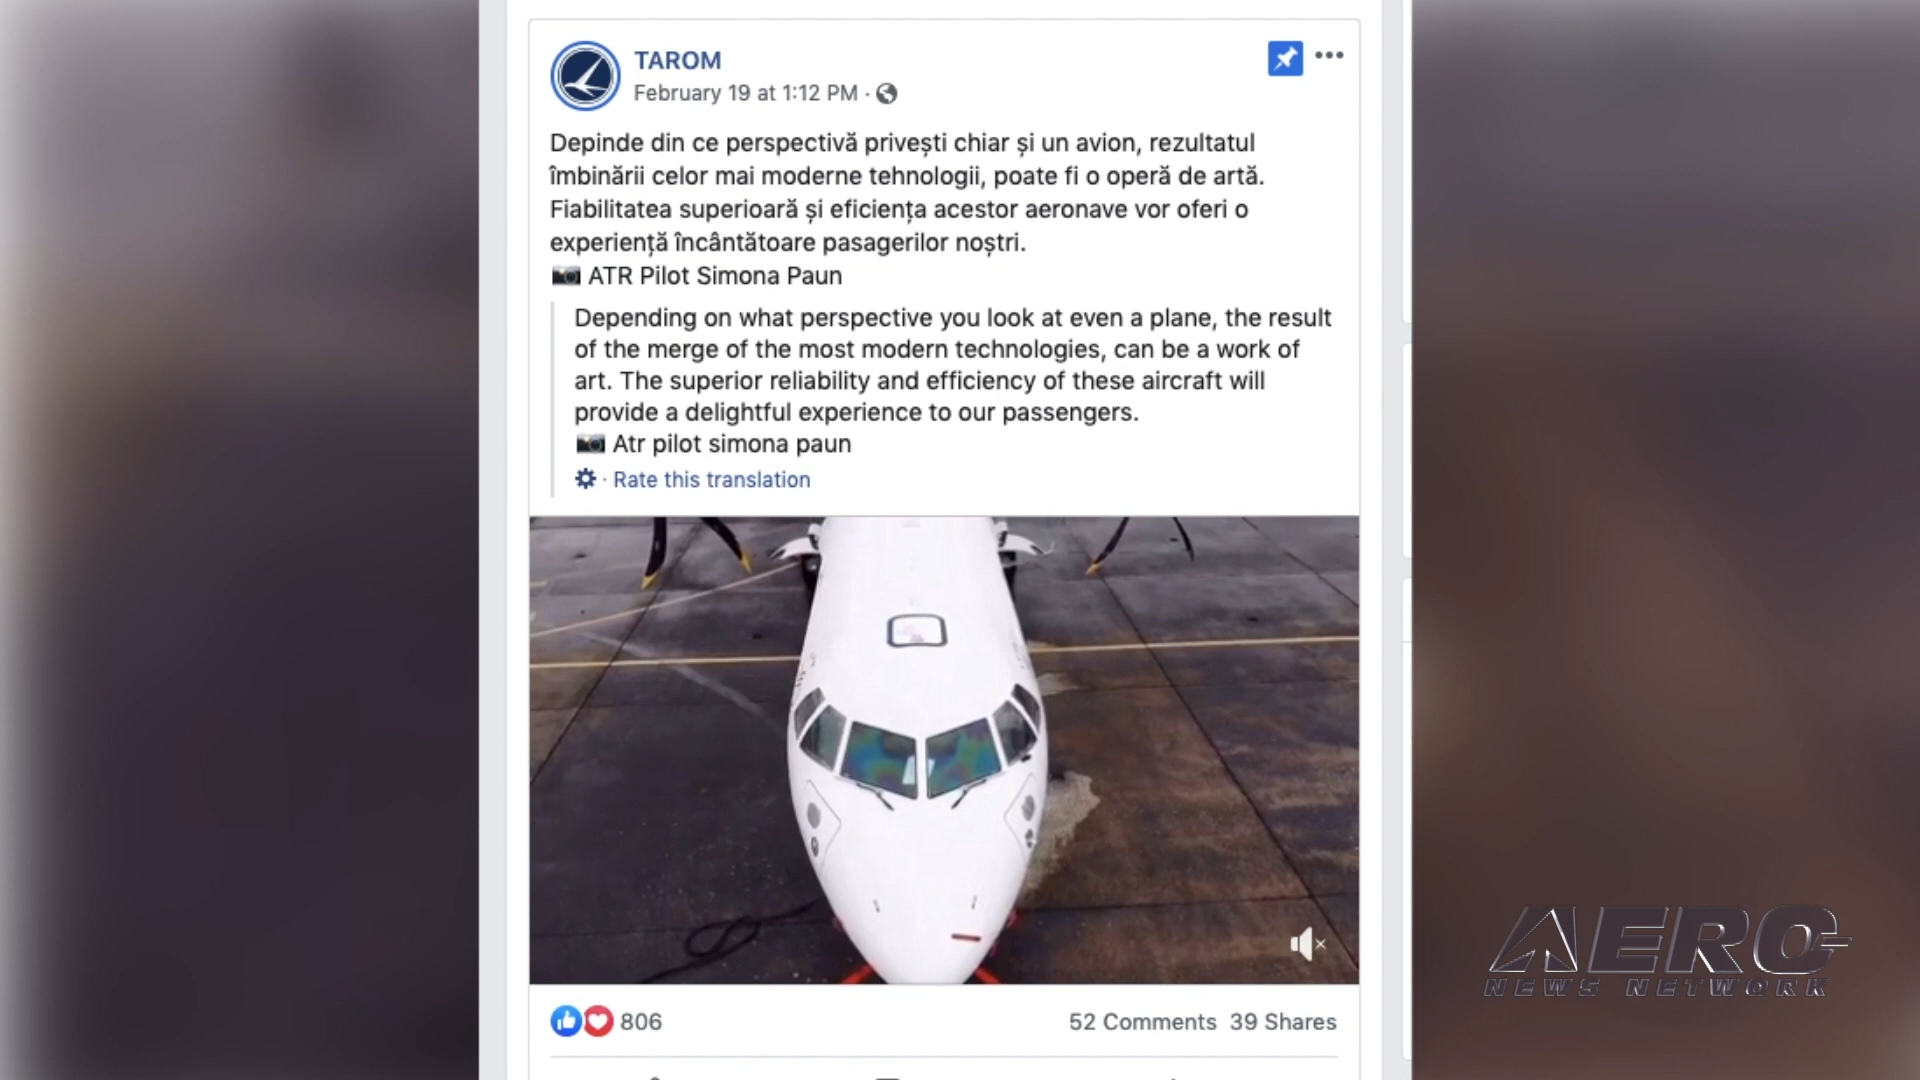 TAROM
February 19 at 1:12 PM ·
Depinde din ce perspectivă privești chiar și un avion, rezultatul
îmbinării celor mai moderne tehnologii, poate fi o operă de artă.
Fiabilitatea superioară și eficiența acestor aeronave vor oferi o
experiență încântătoare pasagerilor noștri.
📷 ATR Pilot Simona Paun
Depending on what perspective you look at even a plane, the result
of the merge of the most modern technologies, can be a work of
art. The superior reliability and efficiency of these aircraft will
provide a delightful experience to our passengers.
📷 Atr pilot simona paun
· Rate this translation
806
52 Comments 39 Shares
AERO
NEWS NETWORK